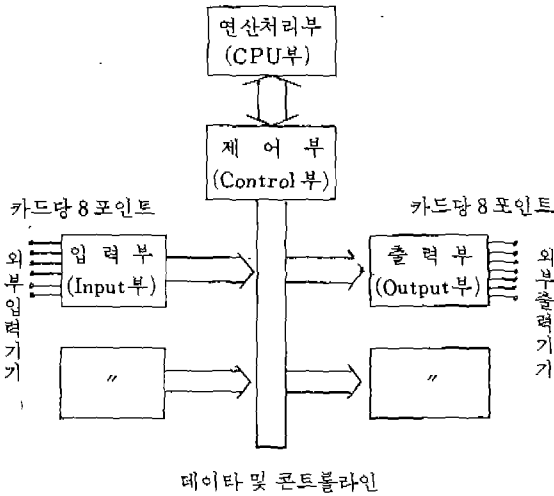 연산처리부
(CPU부)
제 어 부
(Control부)
카드당 8포인트
카드당 8포인트
외부입력기기
입 력 부
(Input부)
출 력 부
(Output부)
외부출력기기
〃
〃
데이타 및 콘트롤라인